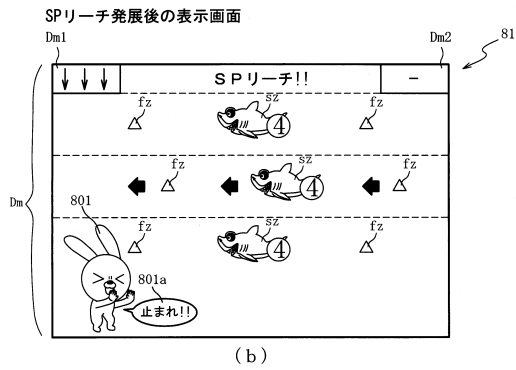 SPリーチ発展後の表示画面
Dm1
Dm2
81
SPリーチ!!
−
fz
sz
④
fz
fz
sz
④
fz
Dm
801
fz
sz
④
fz
801a
止まれ!!
(b)